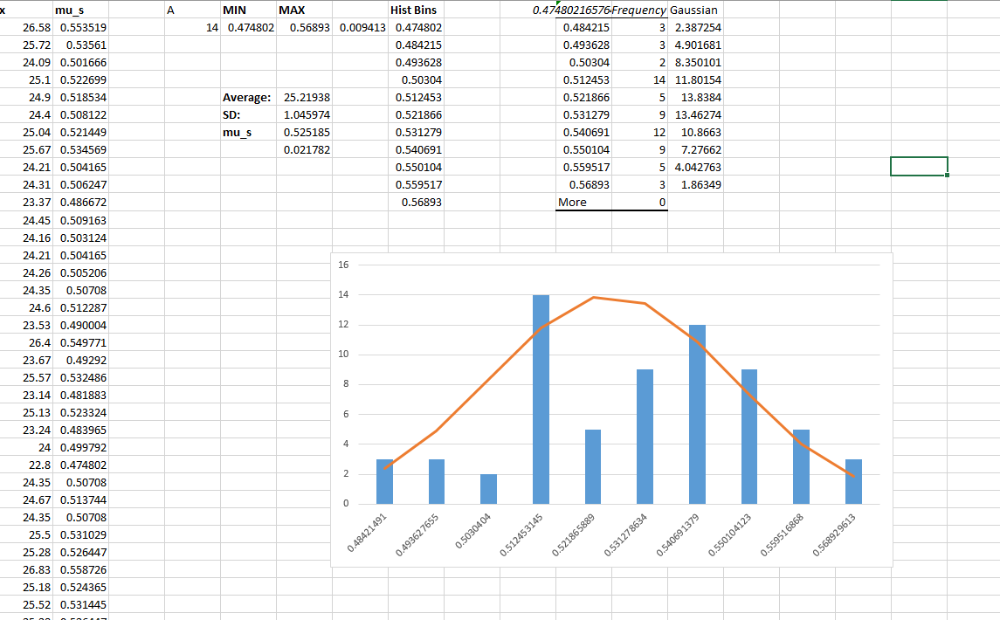 x mu_s A MIN MAX Hist Bins 0.47480216576 Frequency Gaussian
26.58 0.553519 14 0.474802 0.56893 0.009413 0.474802 0.484215 3 2.387254
25.72 0.53561 0.484215 0.493628 3 4.901681
24.09 0.501666 0.493628 0.50304 2 8.350101
25.1 0.522699 0.50304 0.512453 14 11.80154
24.9 0.518534 Average: 25.21938 0.512453 0.521866 5 13.8384
24.4 0.508122 SD: 1.045974 0.521866 0.531279 9 13.46274
25.04 0.521449 mu_s 0.525185 0.531279 0.540691 12 10.8663
25.67 0.534569 0.021782 0.540691 0.550104 9 7.27662
24.21 0.504165 0.550104 0.559517 5 4.042763
24.31 0.506247 0.559517 0.56893 3 1.86349
23.37 0.486672 0.56893 More 0
24.45 0.509163
24.16 0.503124
24.21 0.504165
24.26 0.505206
24.35 0.50708
24.6 0.512287
23.53 0.490004
26.4 0.549771
23.67 0.49292
25.57 0.532486
23.14 0.481883
25.13 0.523324
23.24 0.483965
24 0.499792
22.8 0.474802
24.35 0.50708
24.67 0.513744
24.35 0.50708
25.5 0.531029
25.28 0.526447
26.83 0.558726
25.18 0.524365
25.52 0.531445
16
14
12
10
8
6
4
2
0
0.48421491 0.493627655 0.5030404 0.512453145 0.521865889 0.531278634 0.540691379 0.550104123 0.559516868 0.568929613